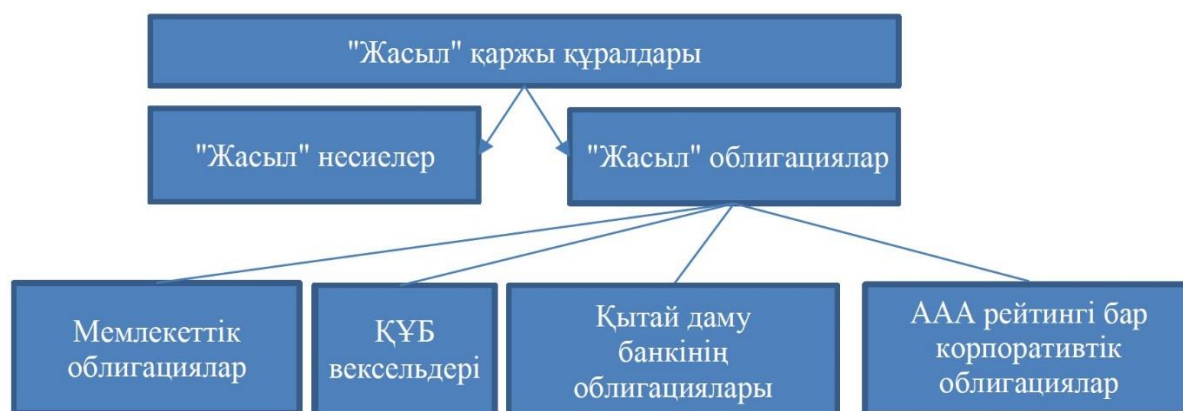 "Жасыл" қаржы құралдары
"Жасыл" несиелер
"Жасыл" облигациялар
Мемлекеттік
облигациялар
ҚҰБ
вексельдері
Қытай даму
банкінің
облигациялары
ААА рейтингі бар
корпоративтік
облигациялар